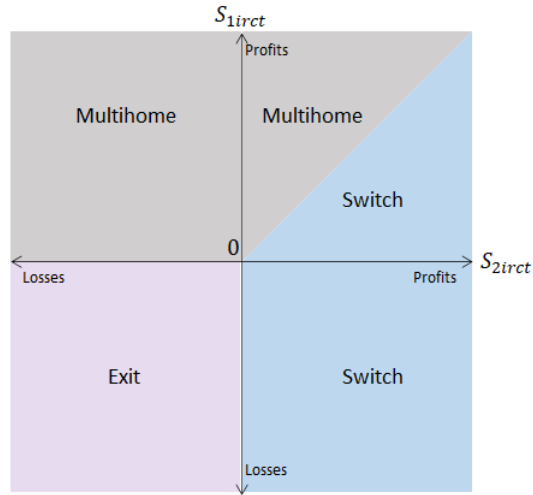 S1irct
Profits
Multihome
Multihome
Switch
0
S2irct
Losses
Profits
Exit
Switch
Losses